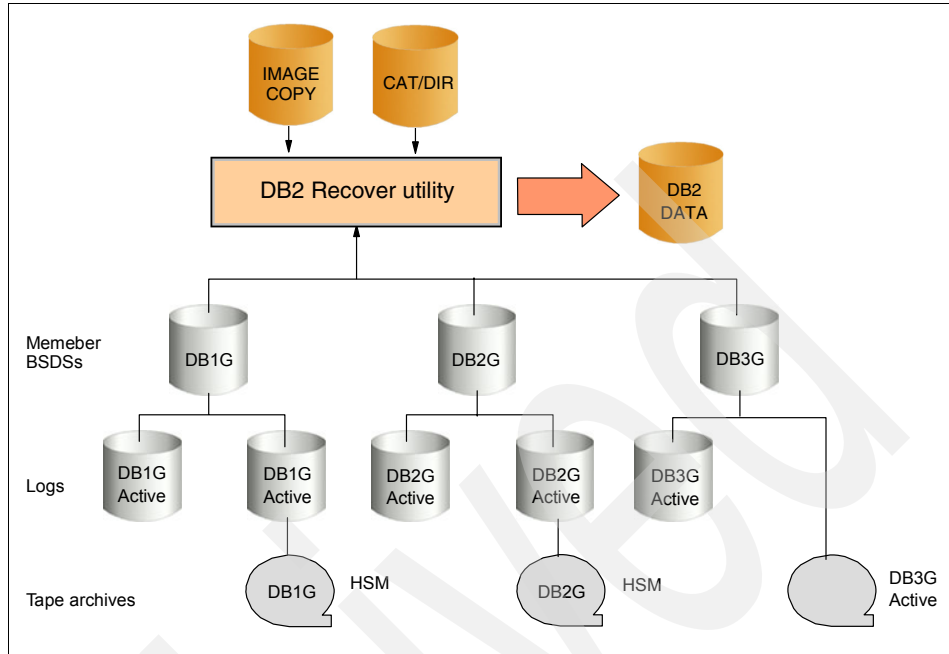 IMAGE
COPY
CAT/DIR
DB2 Recover utility
DB2
DATA
Memeber
BSDSs
DB1G
DB2G
DB3G
Logs
DB1G
Active
DB1G
Active
DB2G
Active
DB2G
Active
DB3G
Active
Tape archives
DB1G
HSM
DB2G
HSM
DB3G
Active